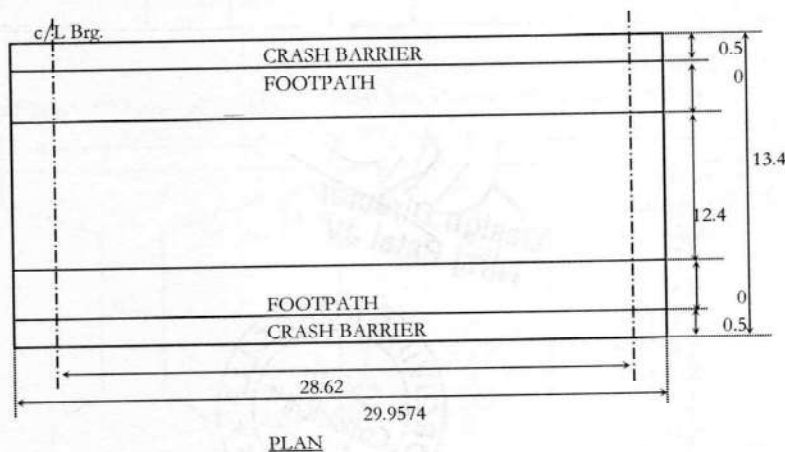 c/L Brg.
CRASH BARRIER
0.5
FOOTPATH
0
13.4
12.4
FOOTPATH
0
CRASH BARRIER
0.5
28.62
29.9574
PLAN